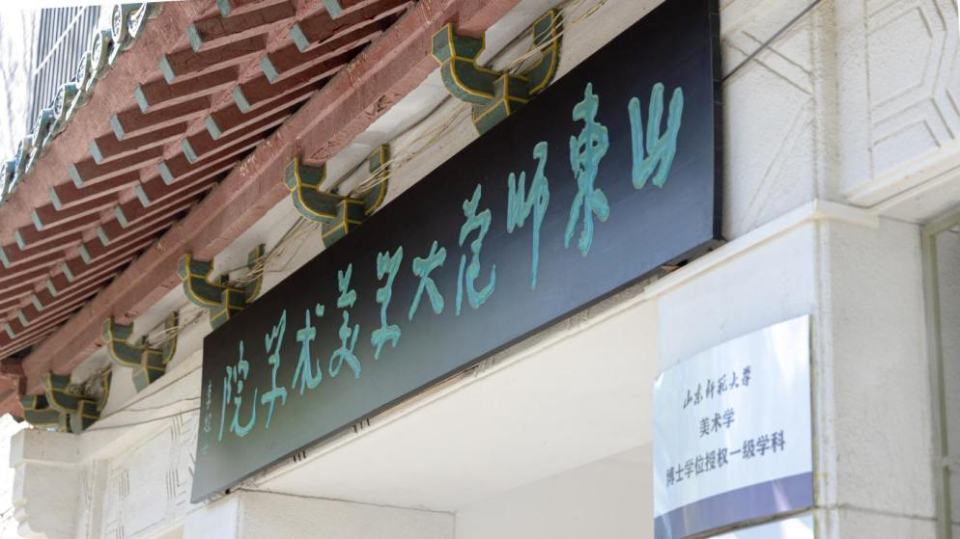 山東师范大学美术学院
山东师范大学
美术学
博士学位授权一级学科